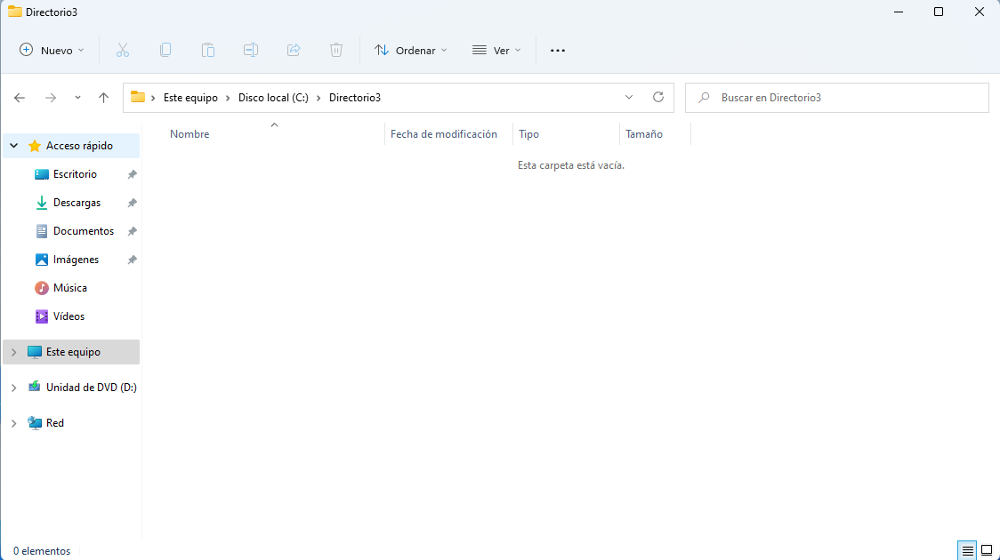 Directorio3
Nuevo Ordenar Ver
Este equipo Disco local (C:) Directorio3 Buscar en Directorio3
Nombre Fecha de modificación Tipo Tamaño
Esta carpeta está vacía.
Acceso rápido
Escritorio
Descargas
Documentos
Imágenes
Música
Vídeos
Este equipo
Unidad de DVD (D:)
Red
0 elementos